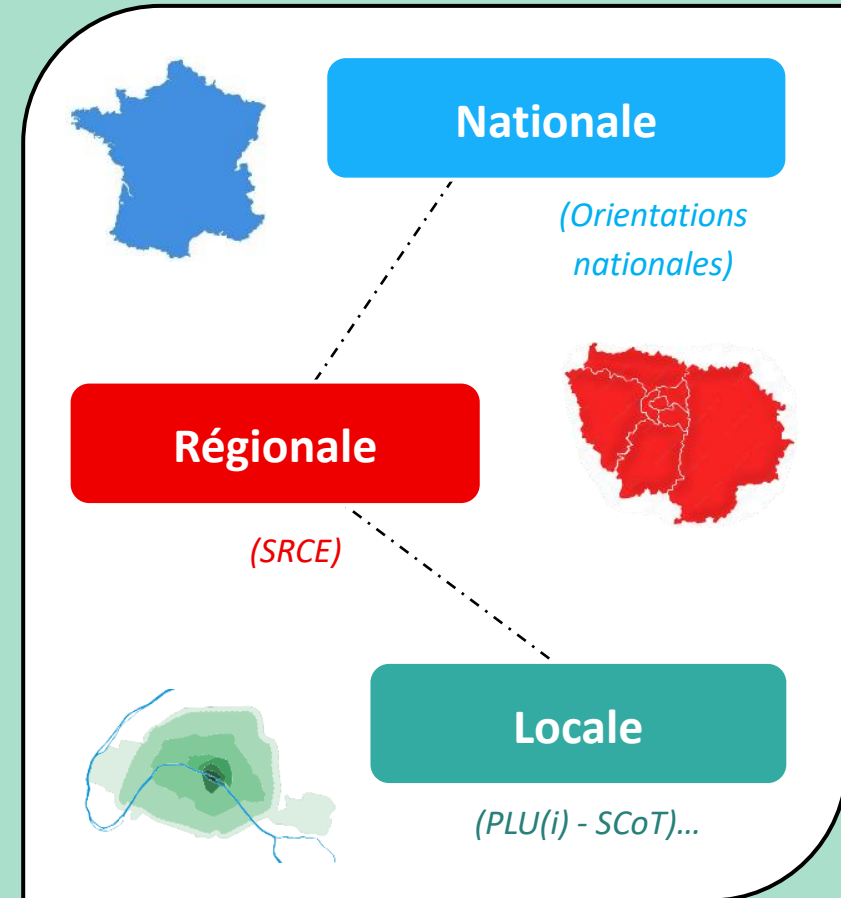 Nationale
(Orientations
nationales)
Régionale
(SRCE)
Locale
(PLU(i) - SCoT)...